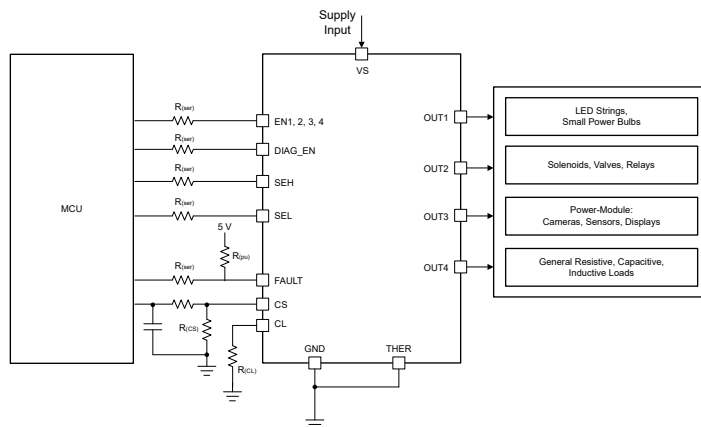 Supply
Input
VS
MCU
R(ser)
EN1, 2, 3, 4
R(ser)
DIAG_EN
R(ser)
SEH
R(ser)
SEL
5 V
R(pu)
R(ser)
FAULT
CS
R(CS)
CL
R(CL)
GND
THER
OUT1
OUT2
OUT3
OUT4
LED Strings,
Small Power Bulbs
Solenoids, Valves, Relays
Power-Module:
Cameras, Sensors, Displays
General Resistive, Capacitive,
Inductive Loads